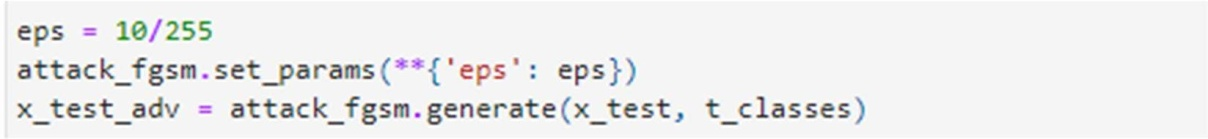 eps = 10/255
attack_fgsm.set_params(**{'eps': eps})
x_test_adv = attack_fgsm.generate(x_test, t_classes)